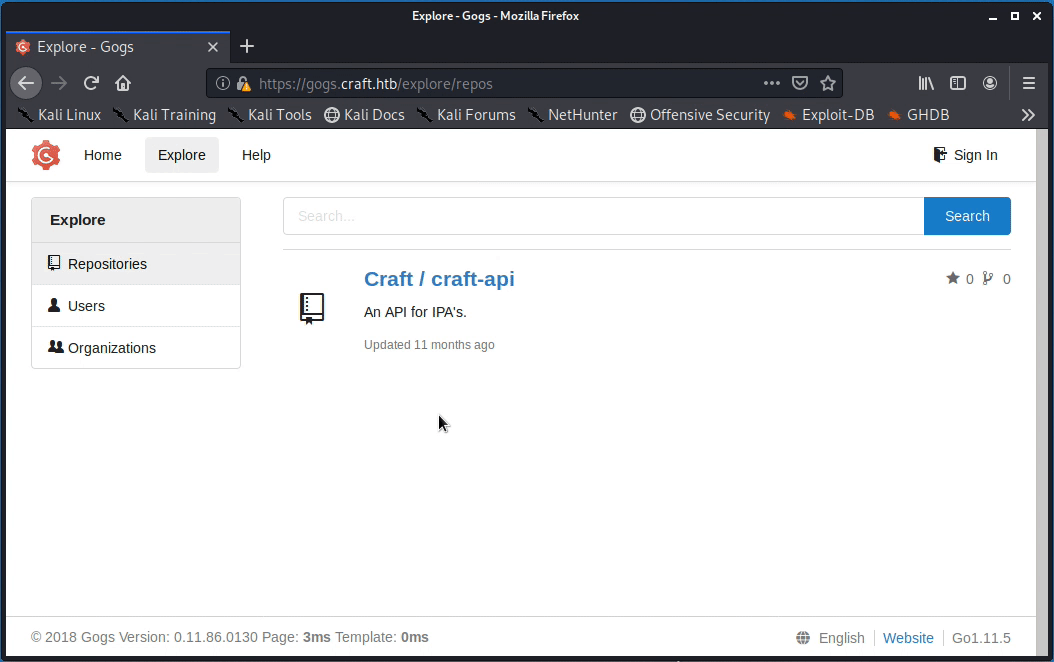 Explore - Gogs - Mozilla Firefox
Explore - Gogs
https://gogs.craft.htb/explore/repos
Kali Linux Kali Training Kali Tools Kali Docs Kali Forums NetHunter Offensive Security Exploit-DB GHDB
Home Explore Help Sign In
Explore
Search... Search
Repositories
Users
Organizations
Craft / craft-api 0 0
An API for IPA's.
Updated 11 months ago
© 2018 Gogs Version: 0.11.86.0130 Page: 3ms Template: 0ms English Website Go1.11.5